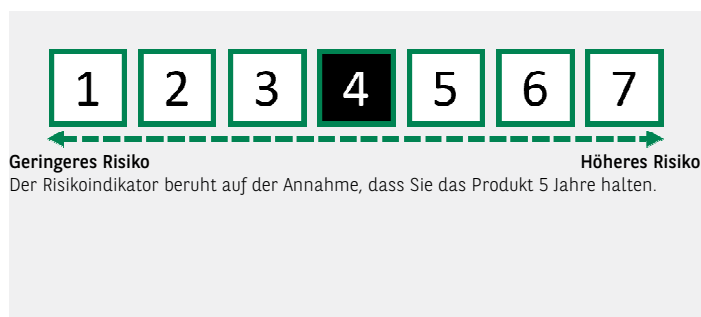 1 2 3 4 5 6 7
Geringeres Risiko Höheres Risiko
Der Risikoindikator beruht auf der Annahme, dass Sie das Produkt 5 Jahre halten.